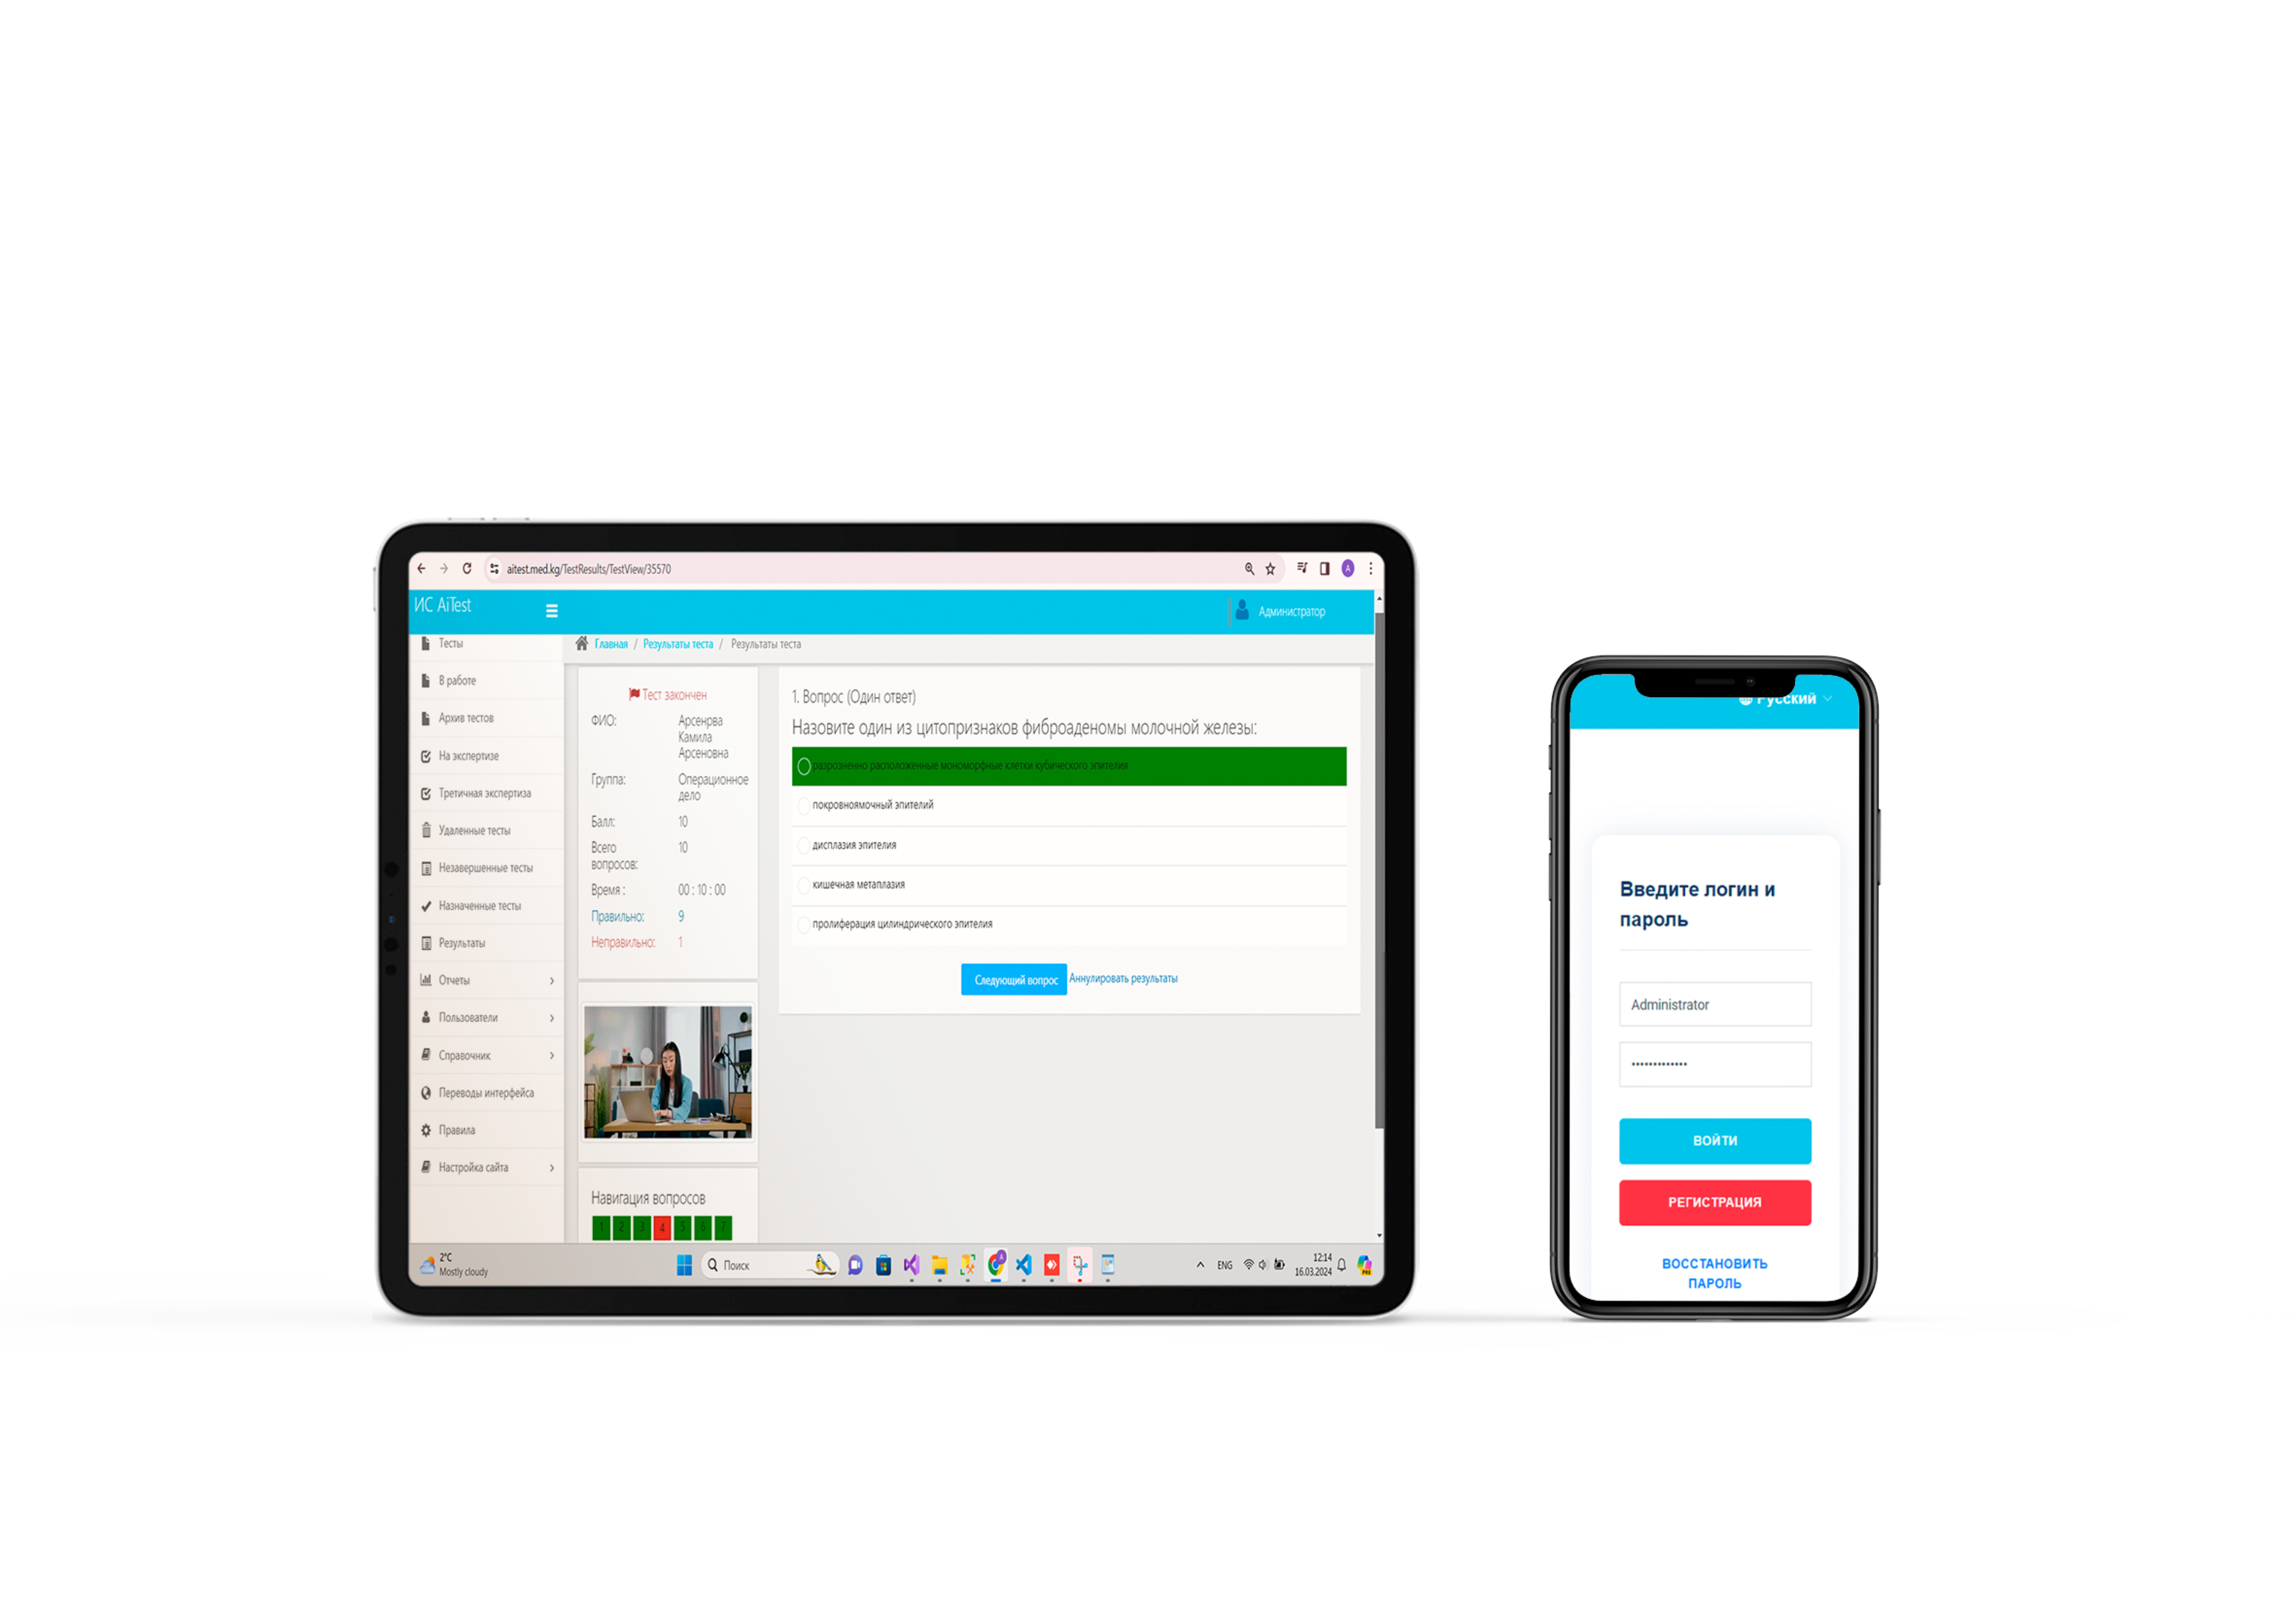 aitest.med.kg/TestResults/TestView/35570
A
ИС AiTest
Администратор
Тесты
В работе
Архив тестов
На экспертизе
Третичная экспертиза
Удаленные тесты
Незавершенные тесты
Назначенные тесты
Результаты
Отчеты
Пользователи
Справочник
Переводы интерфейса
Правила
Настройка сайта
Главная / Результаты теста / Результаты теста
Тест закончен
ФИО: Арсенрва
Камила
Арсеновна
Группа: Операционное
дело
Балл: 10
Всего 10
вопросов:
Время : 00 : 10 : 00
Правильно: 9
Неправильно: 1
Навигация вопросов
1 2 3 4 5 6 7
1. Вопрос (Один ответ)
Назовите один из цитопризнаков фиброаденомы молочной железы:
разрозненно расположенные мономорфные клетки кубического эпителия
покровноямочный эпителий
дисплазия эпителия
кишечная метаплазия
пролиферация цилиндрического эпителия
Следующий вопрос Аннулировать результаты
2°C
Mostly cloudy
Поиск
ENG
12:14
16.03.2024
Русский
Введите логин и
пароль
Administrator
ВОЙТИ
РЕГИСТРАЦИЯ
ВОССТАНОВИТЬ
ПАРОЛЬ